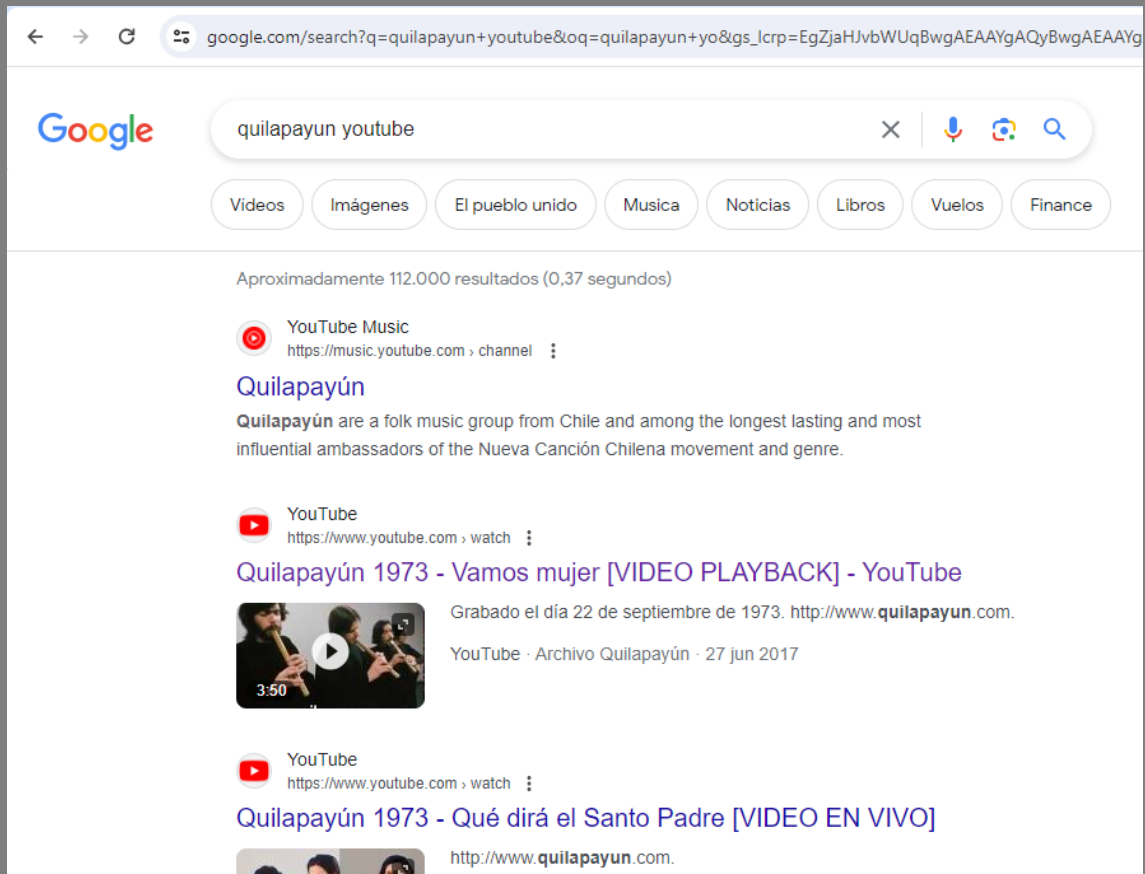 google.com/search?q=quilapayun+youtube&oq=quilapayun+yo&gs_lcrp=EgZjaHJvbWUqBwgAEAAYgAQyBwgAEAAYg
Google
quilapayun youtube
Videos Imágenes El pueblo unido Musica Noticias Libros Vuelos Finance
Aproximadamente 112.000 resultados (0,37 segundos)
YouTube Music
https://music.youtube.com › channel
Quilapayún
Quilapayún are a folk music group from Chile and among the longest lasting and most
influential ambassadors of the Nueva Canción Chilena movement and genre.
YouTube
https://www.youtube.com › watch
Quilapayún 1973 - Vamos mujer [VIDEO PLAYBACK] - YouTube
Grabado el día 22 de septiembre de 1973. http://www.quilapayun.com.
YouTube · Archivo Quilapayún · 27 jun 2017
3:50
YouTube
https://www.youtube.com › watch
Quilapayún 1973 - Qué dirá el Santo Padre [VIDEO EN VIVO]
http://www.quilapayun.com.